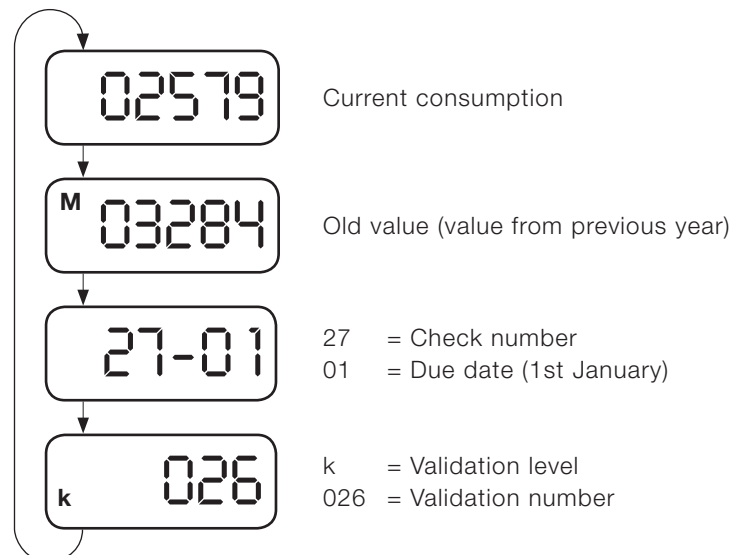 02579
Current consumption
M 03284
Old value (value from previous year)
27-01
27 = Check number
01 = Due date (1st January)
k 026
k = Validation level
026 = Validation number